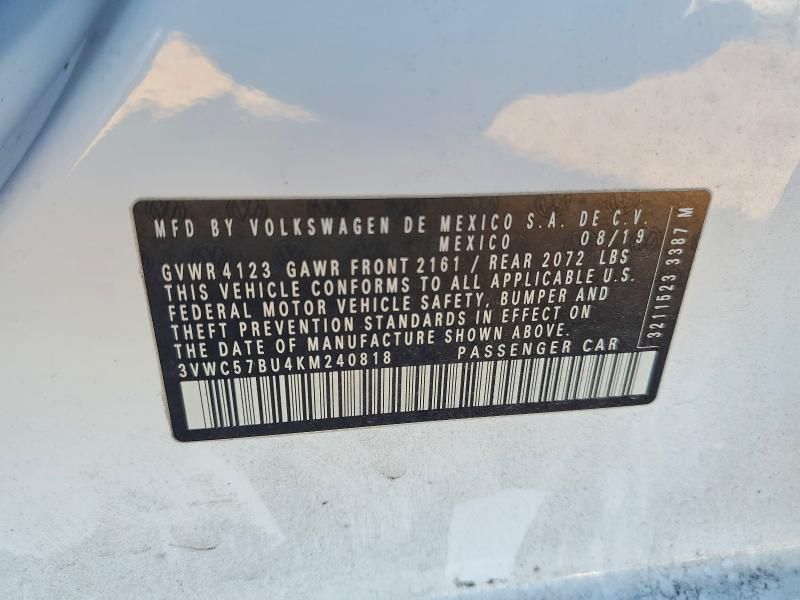 MFD BY VOLKSWAGEN DE MEXICO S.A. DE C.V.
MEXICO 08/19
GVWR 4123 GAWR FRONT 2161 / REAR 2072 LBS
THIS VEHICLE CONFORMS TO ALL APPLICABLE U.S.
FEDERAL MOTOR VEHICLE SAFETY, BUMPER AND
THEFT PREVENTION STANDARDS IN EFFECT ON
THE DATE OF MANUFACTURE SHOWN ABOVE.
3VWC57BU4KM240818 PASSENGER CAR
3211523 3387 M